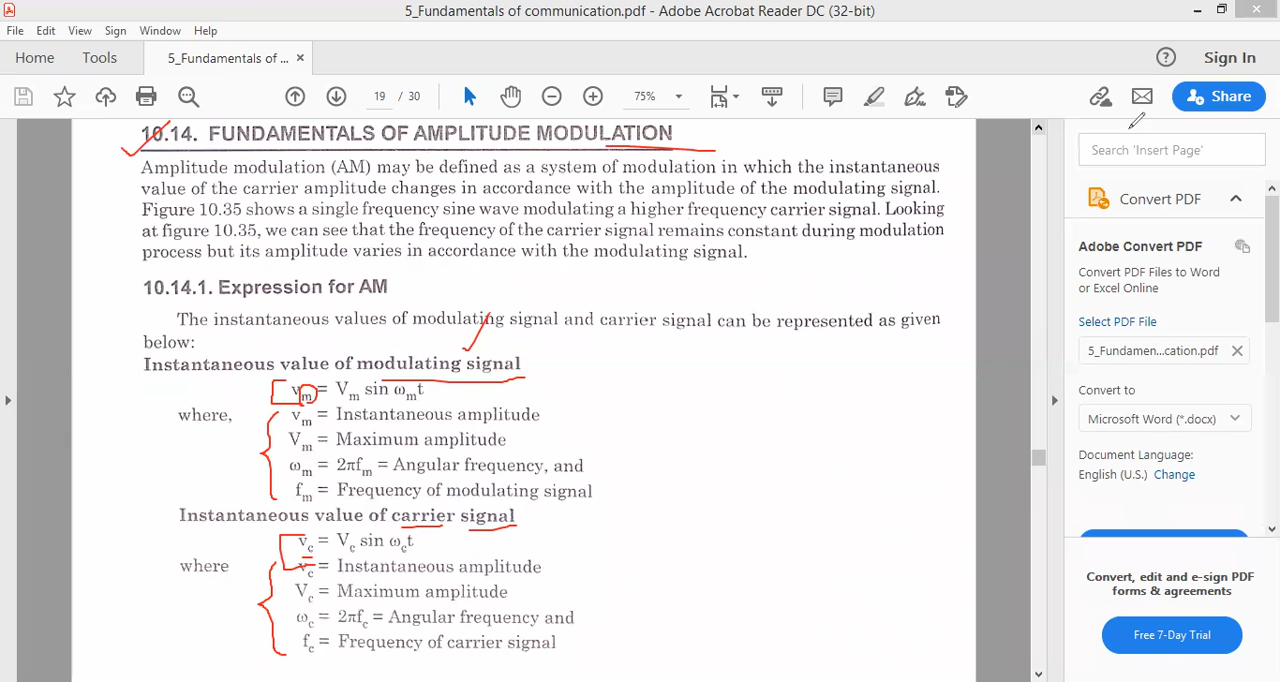 5_Fundamentals of communication.pdf - Adobe Acrobat Reader DC (32-bit)
File Edit View Sign Window Help
Home Tools 5_Fundamentals of ... × ? Sign In
19 / 30 75% Share
10.14. FUNDAMENTALS OF AMPLITUDE MODULATION
Amplitude modulation (AM) may be defined as a system of modulation in which the instantaneous
value of the carrier amplitude changes in accordance with the amplitude of the modulating signal.
Figure 10.35 shows a single frequency sine wave modulating a higher frequency carrier signal. Looking
at figure 10.35, we can see that the frequency of the carrier signal remains constant during modulation
process but its amplitude varies in accordance with the modulating signal.
10.14.1. Expression for AM
The instantaneous values of modulating signal and carrier signal can be represented as given
below:
Instantaneous value of modulating signal
vm = Vm sin ωmt
where, vm = Instantaneous amplitude
Vm = Maximum amplitude
ωm = 2πfm = Angular frequency, and
fm = Frequency of modulating signal
Instantaneous value of carrier signal
vc = Vc sin ωct
where vc = Instantaneous amplitude
Vc = Maximum amplitude
ωc = 2πfc = Angular frequency and
fc = Frequency of carrier signal
Search 'Insert Page'
Convert PDF
Adobe Convert PDF
Convert PDF Files to Word
or Excel Online
Select PDF File
5_Fundamen...cation.pdf
Convert to
Microsoft Word (*.docx)
Document Language:
English (U.S.) Change
Convert, edit and e-sign PDF
forms & agreements
Free 7-Day Trial